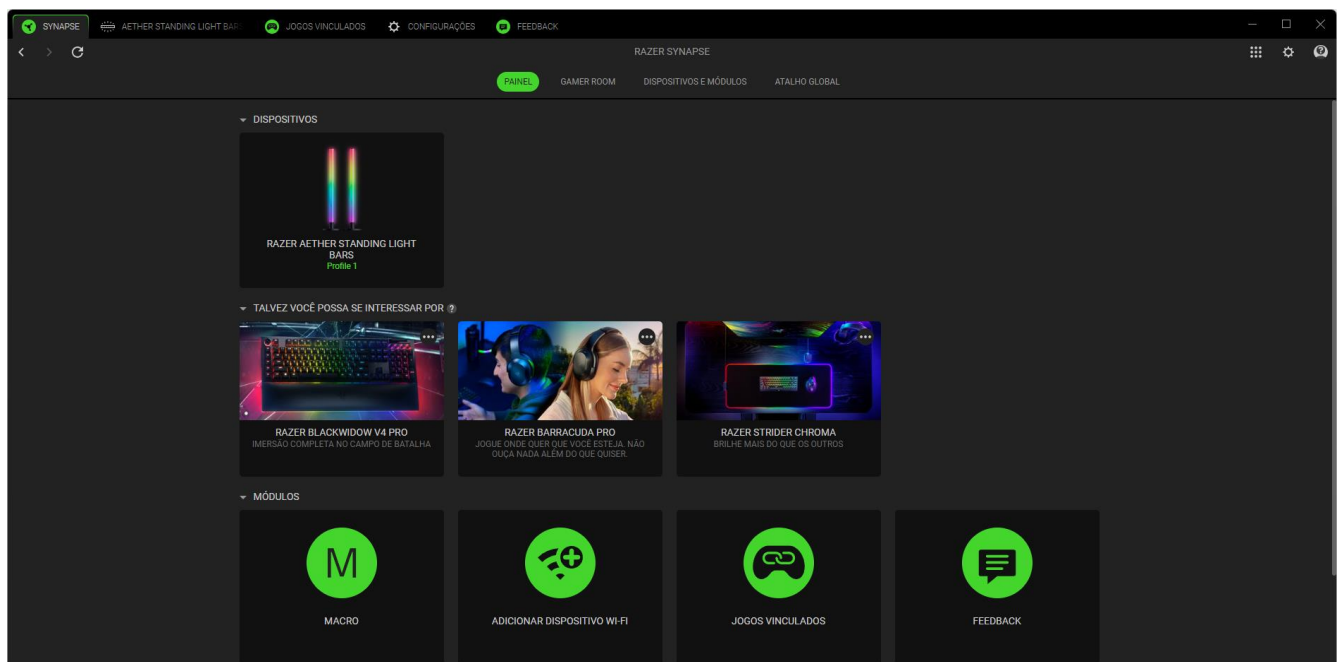 SYNAPSE
AETHER STANDING LIGHT BAR
JOGOS VINCULADOS
CONFIGURAÇÕES
FEEDBACK
RAZER SYNAPSE
PAINEL
GAMER ROOM
DISPOSITIVOS E MÓDULOS
ATALHO GLOBAL
DISPOSITIVOS
RAZER AETHER STANDING LIGHT
BARS
Profile 1
TALVEZ VOCÊ POSSA SE INTERESSAR POR ?
RAZER BLACKWIDOW V4 PRO
IMERSÃO COMPLETA NO CAMPO DE BATALHA
RAZER BARRACUDA PRO
JOGUE ONDE QUER QUE VOCÊ ESTEJA. NÃO
OUÇA NADA ALÉM DO QUE QUISER.
RAZER STRIDER CHROMA
BRILHE MAIS DO QUE OS OUTROS
MÓDULOS
M
MACRO
ADICIONAR DISPOSITIVO WI-FI
JOGOS VINCULADOS
FEEDBACK